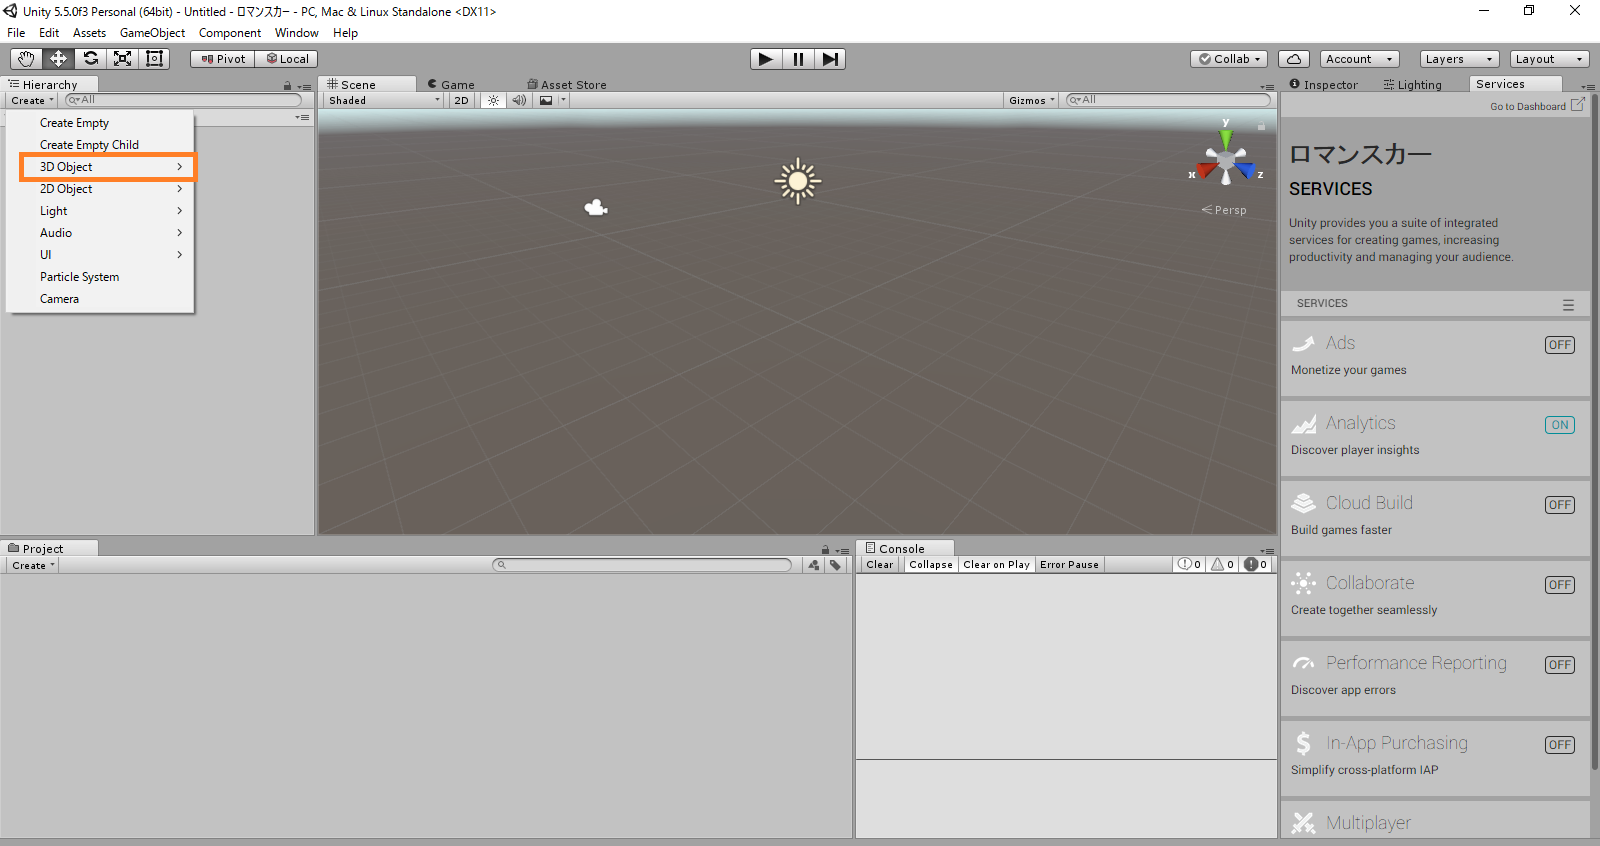 Unity 5.5.0f3 Personal (64bit) - Untitled - ロマンスカー - PC, Mac & Linux Standalone <DX11>
File Edit Assets GameObject Component Window Help
Pivot Local Collab Account Layers Layout
Hierarchy
Create All
Create Empty
Create Empty Child
3D Object
2D Object
Light
Audio
UI
Particle System
Camera
Scene Game Asset Store
Shaded 2D Gizmos All
y
x z
Persp
Inspector Lighting Services
Go to Dashboard
ロマンスカー
SERVICES
Unity provides you a suite of integrated
services for creating games, increasing
productivity and managing your audience.
SERVICES
Ads OFF
Monetize your games
Analytics ON
Discover player insights
Cloud Build OFF
Build games faster
Collaborate OFF
Create together seamlessly
Performance Reporting OFF
Discover app errors
In-App Purchasing OFF
Simplify cross-platform IAP
Multiplayer
Project
Create
Console
Clear Collapse Clear on Play Error Pause 0 0 0